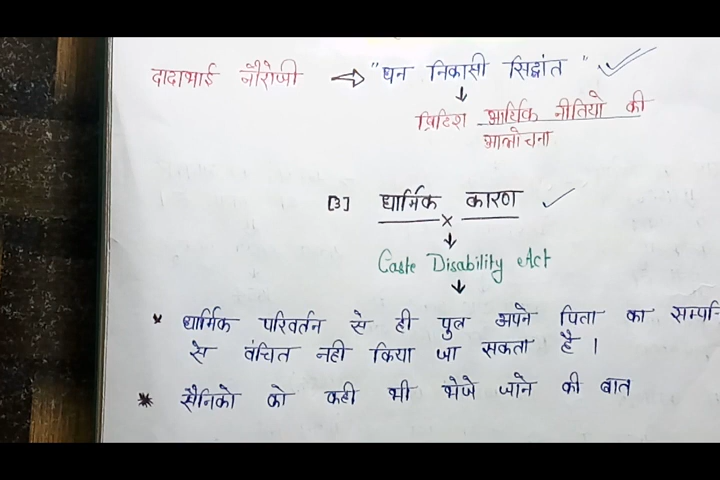 दादाभाई नौरोजी ⇒ "धन निकासी सिद्धांत" ✓
↓
ब्रिटिश आर्थिक नीतियो की
आलोचना
[3] धार्मिक कारण ✓
×
↓
Caste Disability Act
↓
* धार्मिक परिवर्तन से ही पुत्र अपने पिता का सम्पत्ति
से वंचित नही किया जा सकता है ।
* सैनिको को कही भी भेजे जाने की बात